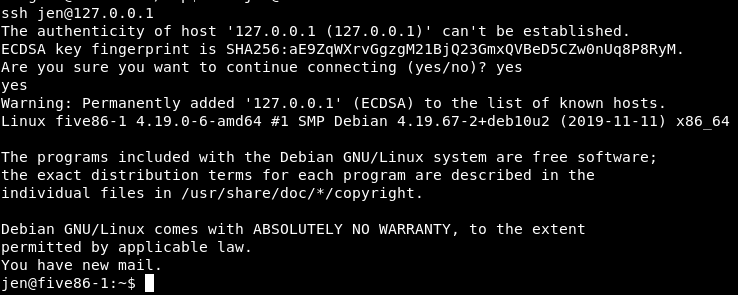 ssh jen@127.0.0.1
The authenticity of host '127.0.0.1 (127.0.0.1)' can't be established.
ECDSA key fingerprint is SHA256:aE9ZqWXrvGgzgM21BjQ23GmxQVBeD5CZw0nUq8P8RyM.
Are you sure you want to continue connecting (yes/no)? yes
yes
Warning: Permanently added '127.0.0.1' (ECDSA) to the list of known hosts.
Linux five86-1 4.19.0-6-amd64 #1 SMP Debian 4.19.67-2+deb10u2 (2019-11-11) x86_64
The programs included with the Debian GNU/Linux system are free software;
the exact distribution terms for each program are described in the
individual files in /usr/share/doc/*/copyright.
Debian GNU/Linux comes with ABSOLUTELY NO WARRANTY, to the extent
permitted by applicable law.
You have new mail.
jen@five86-1:~$